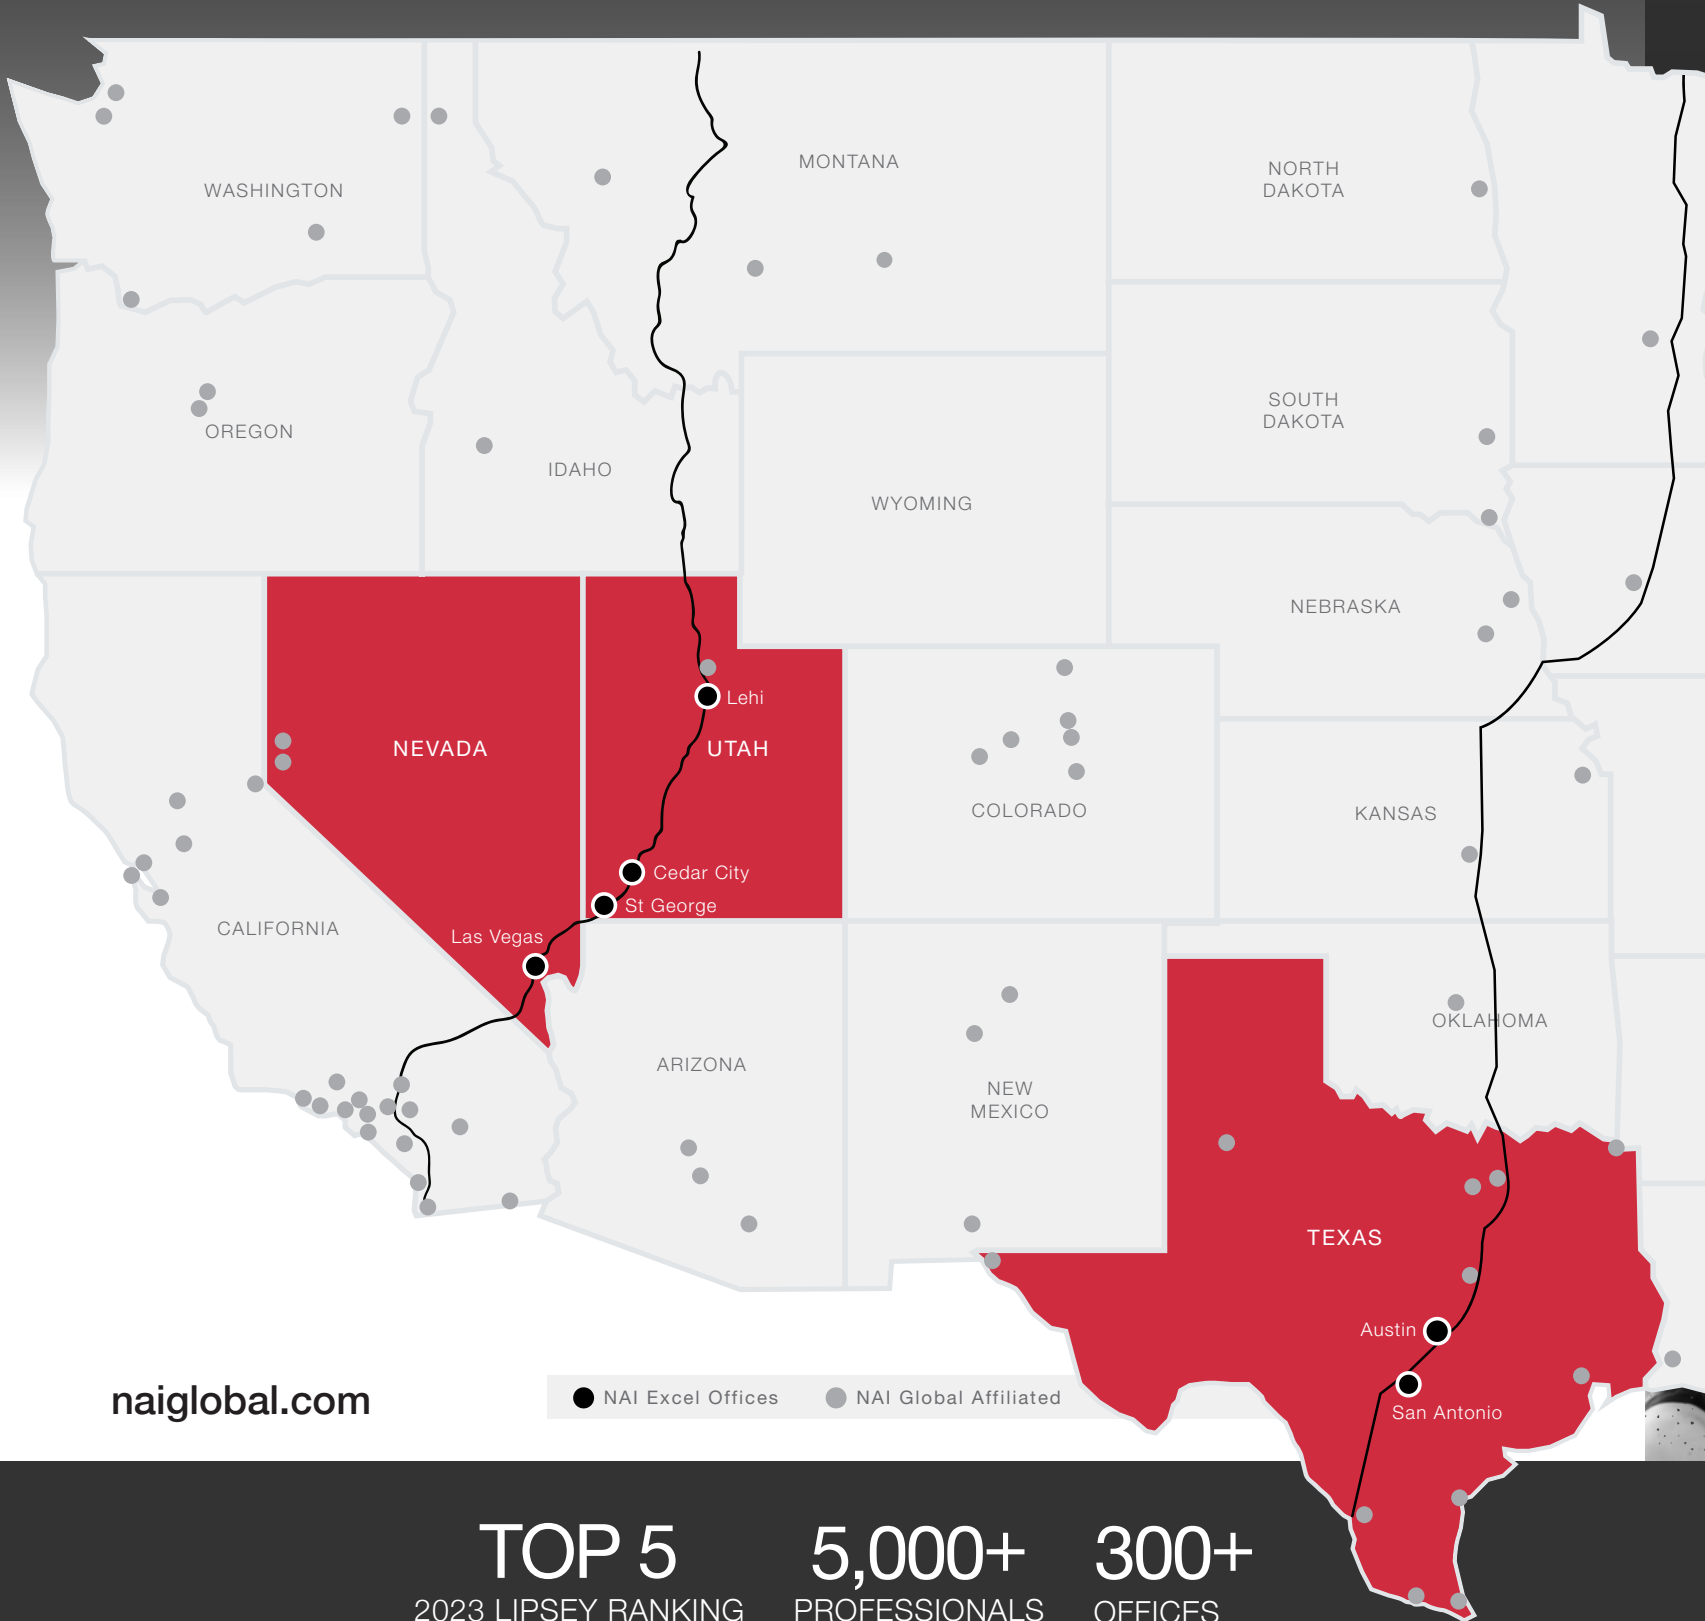 MONTANA
NORTH
DAKOTA
WASHINGTON
SOUTH
DAKOTA
OREGON
IDAHO
WYOMING
NEBRASKA
Lehi
NEVADA
UTAH
COLORADO
KANSAS
Cedar City
St George
CALIFORNIA
Las Vegas
OKLAHOMA
ARIZONA
NEW
MEXICO
TEXAS
Austin
San Antonio
naiglobal.com
NAI Excel Offices
NAI Global Affiliated
TOP 5
2023 LIPSEY RANKING
5,000+
PROFESSIONALS
300+
OFFICES